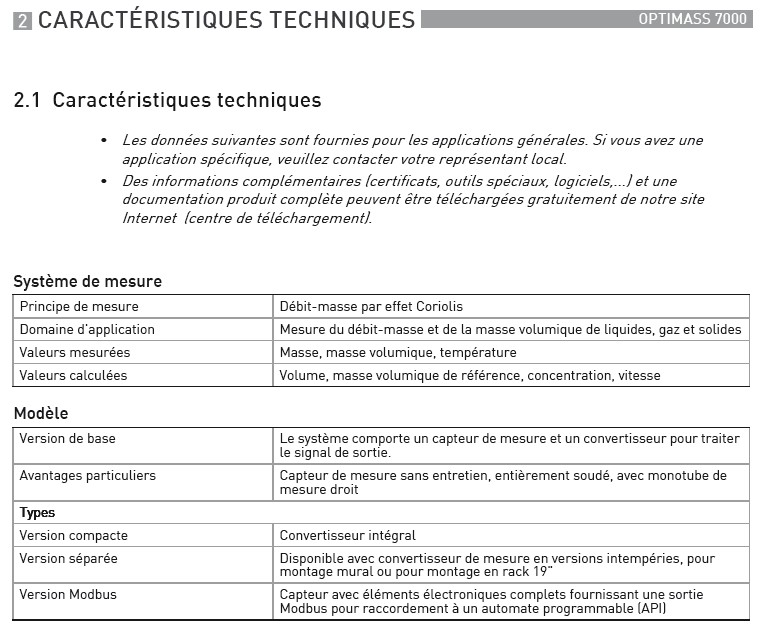 2 CARACTÉRISTIQUES TECHNIQUES OPTIMASS 7000
2.1 Caractéristiques techniques
• Les données suivantes sont fournies pour les applications générales. Si vous avez une
application spécifique, veuillez contacter votre représentant local.
• Des informations complémentaires (certificats, outils spéciaux, logiciels,...) et une
documentation produit complète peuvent être téléchargées gratuitement de notre site
Internet (centre de téléchargement).
Système de mesure
Principe de mesure Débit-masse par effet Coriolis
Domaine d'application Mesure du débit-masse et de la masse volumique de liquides, gaz et solides
Valeurs mesurées Masse, masse volumique, température
Valeurs calculées Volume, masse volumique de référence, concentration, vitesse
Modèle
Version de base Le système comporte un capteur de mesure et un convertisseur pour traiter
le signal de sortie.
Avantages particuliers Capteur de mesure sans entretien, entièrement soudé, avec monotube de
mesure droit
Types
Version compacte Convertisseur intégral
Version séparée Disponible avec convertisseur de mesure en versions intempéries, pour
montage mural ou pour montage en rack 19"
Version Modbus Capteur avec éléments électroniques complets fournissant une sortie
Modbus pour raccordement à un automate programmable (API)